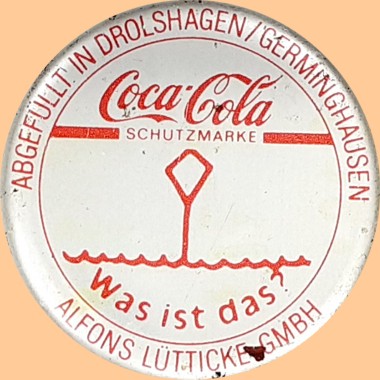 ABGEFÜLLT IN DROLSHAGEN/GERMINGHAUSEN
Coca-Cola
SCHUTZMARKE
Was ist das?
ALFONS LÜTTICKE GMBH